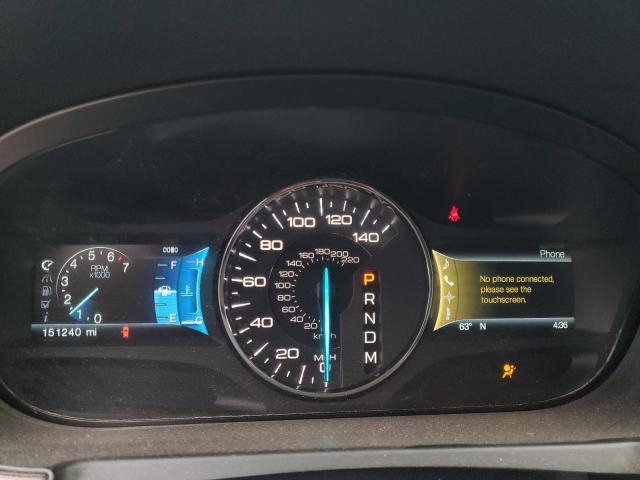 0080
4 5 6 7
3 RPM x1000
2
1 0
F H
E C
151240 mi
0 20 40 60 80 100 120 140
MPH
20 40 60 80 100 120 140 160 180 200 220
km/h
P
R
N
D
M
Phone
No phone connected,
please see the
touchscreen.
63° N 4:36